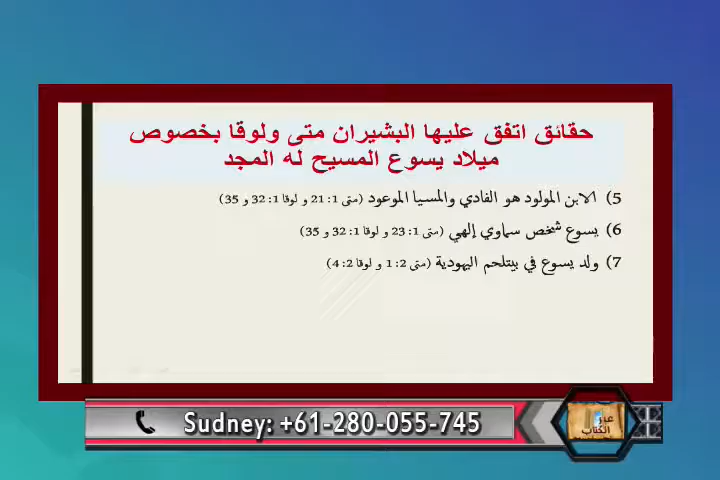 حقائق اتفق عليها البشيران متى ولوقا بخصوص
ميلاد يسوع المسيح له المجد
5) الابن المولود هو الفادي والمسيا الموعود (متى 1: 21 و لوقا 1: 32 و 35)
6) يسوع شخص سماوي إلهي (متى 1: 23 و لوقا 1: 32 و 35)
7) ولد يسوع في بيتلحم اليهودية (متى 2: 1 و لوقا 2: 4)
Sudney: +61-280-055-745
عبر
الكتاب